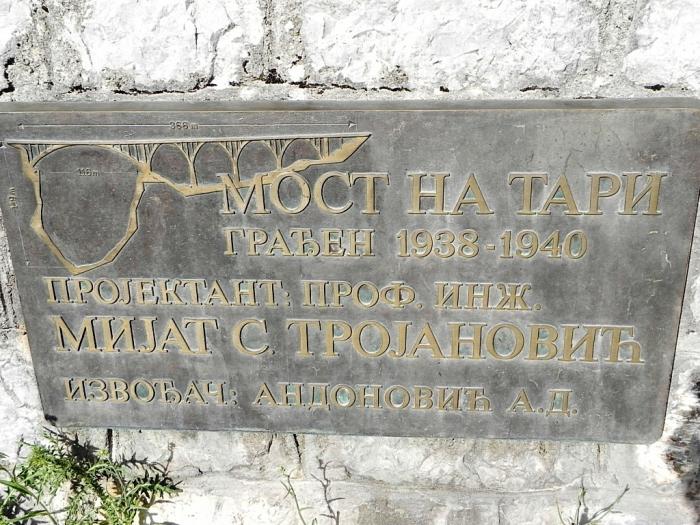 366 m
116 m
МОСТ НА ТАРИ
ГРАЂЕН 1938-1940
ПРОЈЕКТАНТ: ПРОФ. ИНЖ.
МИЈАТ С. ТРОЈАНОВИЋ
ИЗВОЂАЧ: АНДОНОВИЋ А.Д.